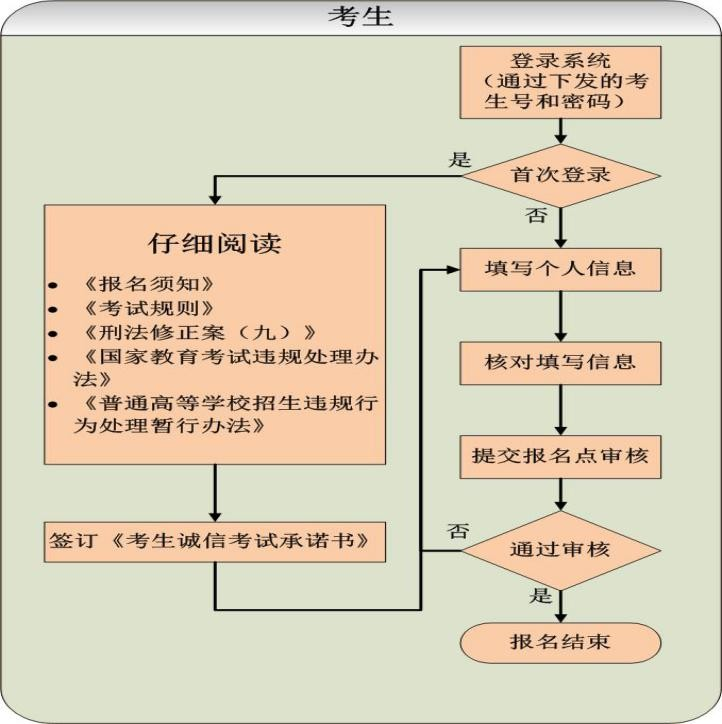 考生
登录系统
（通过下发的考
生号和密码）
是
首次登录
否
仔细阅读
• 《报名须知》
• 《考试规则》
• 《刑法修正案（九）》
• 《国家教育考试违规处理办
法》
• 《普通高等学校招生违规行
为处理暂行办法》
签订《考生诚信考试承诺书》
填写个人信息
核对填写信息
提交报名点审核
否
通过审核
是
报名结束